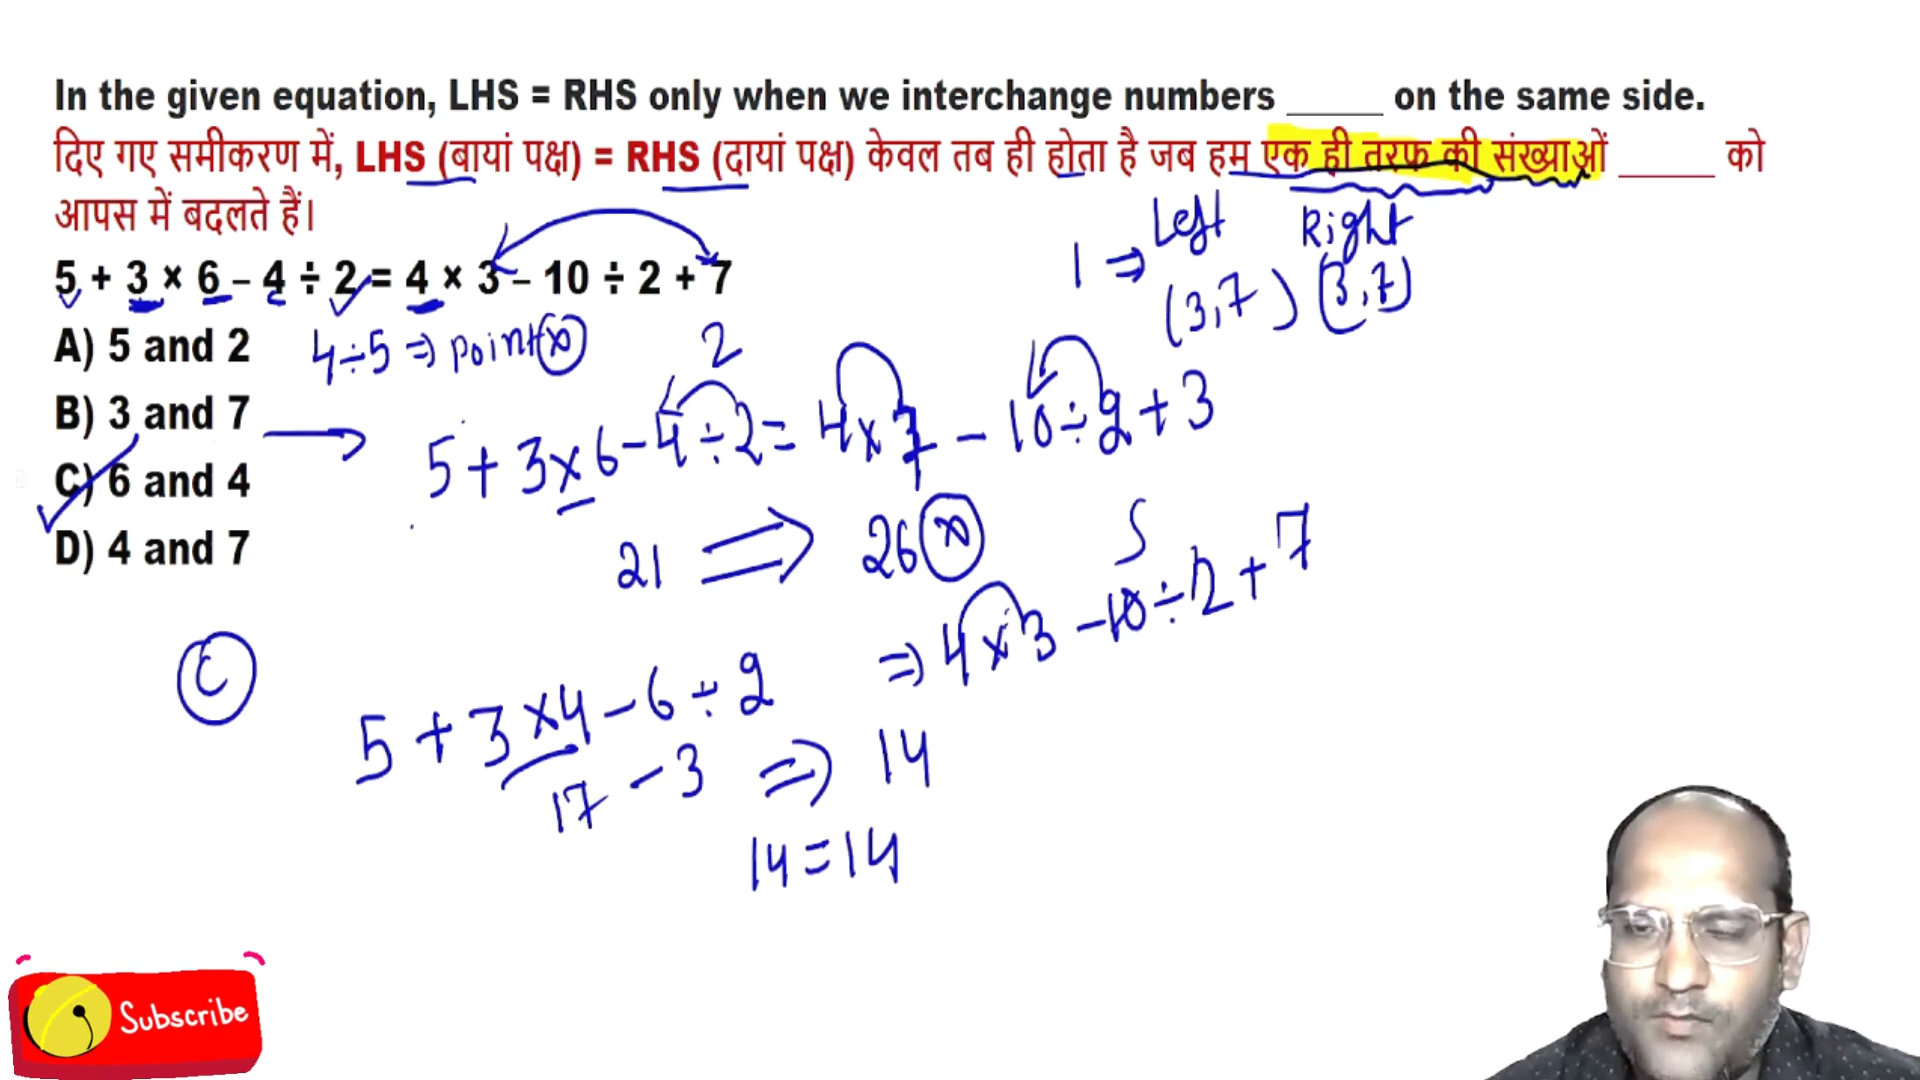 In the given equation, LHS = RHS only when we interchange numbers _____ on the same side.
दिए गए समीकरण में, LHS (बायां पक्ष) = RHS (दायां पक्ष) केवल तब ही होता है जब हम एक ही तरफ की संख्याओं _____ को
आपस में बदलते हैं।
5 + 3 × 6 – 4 ÷ 2 = 4 × 3 – 10 ÷ 2 + 7
1 ⇒ Left Right
(3,7) (3,7)
A) 5 and 2
4÷5 ⇒ point ×
2
B) 3 and 7
5 + 3 × 6 - 4 ÷ 2 = 4 × 7 - 10 ÷ 2 + 3
C) 6 and 4
D) 4 and 7
21 ⇒ 26 ×
5
C
5 + 3 × 4 - 6 ÷ 2 ⇒ 4 × 3 - 10 ÷ 2 + 7
17 - 3 ⇒ 14
14 = 14
Subscribe